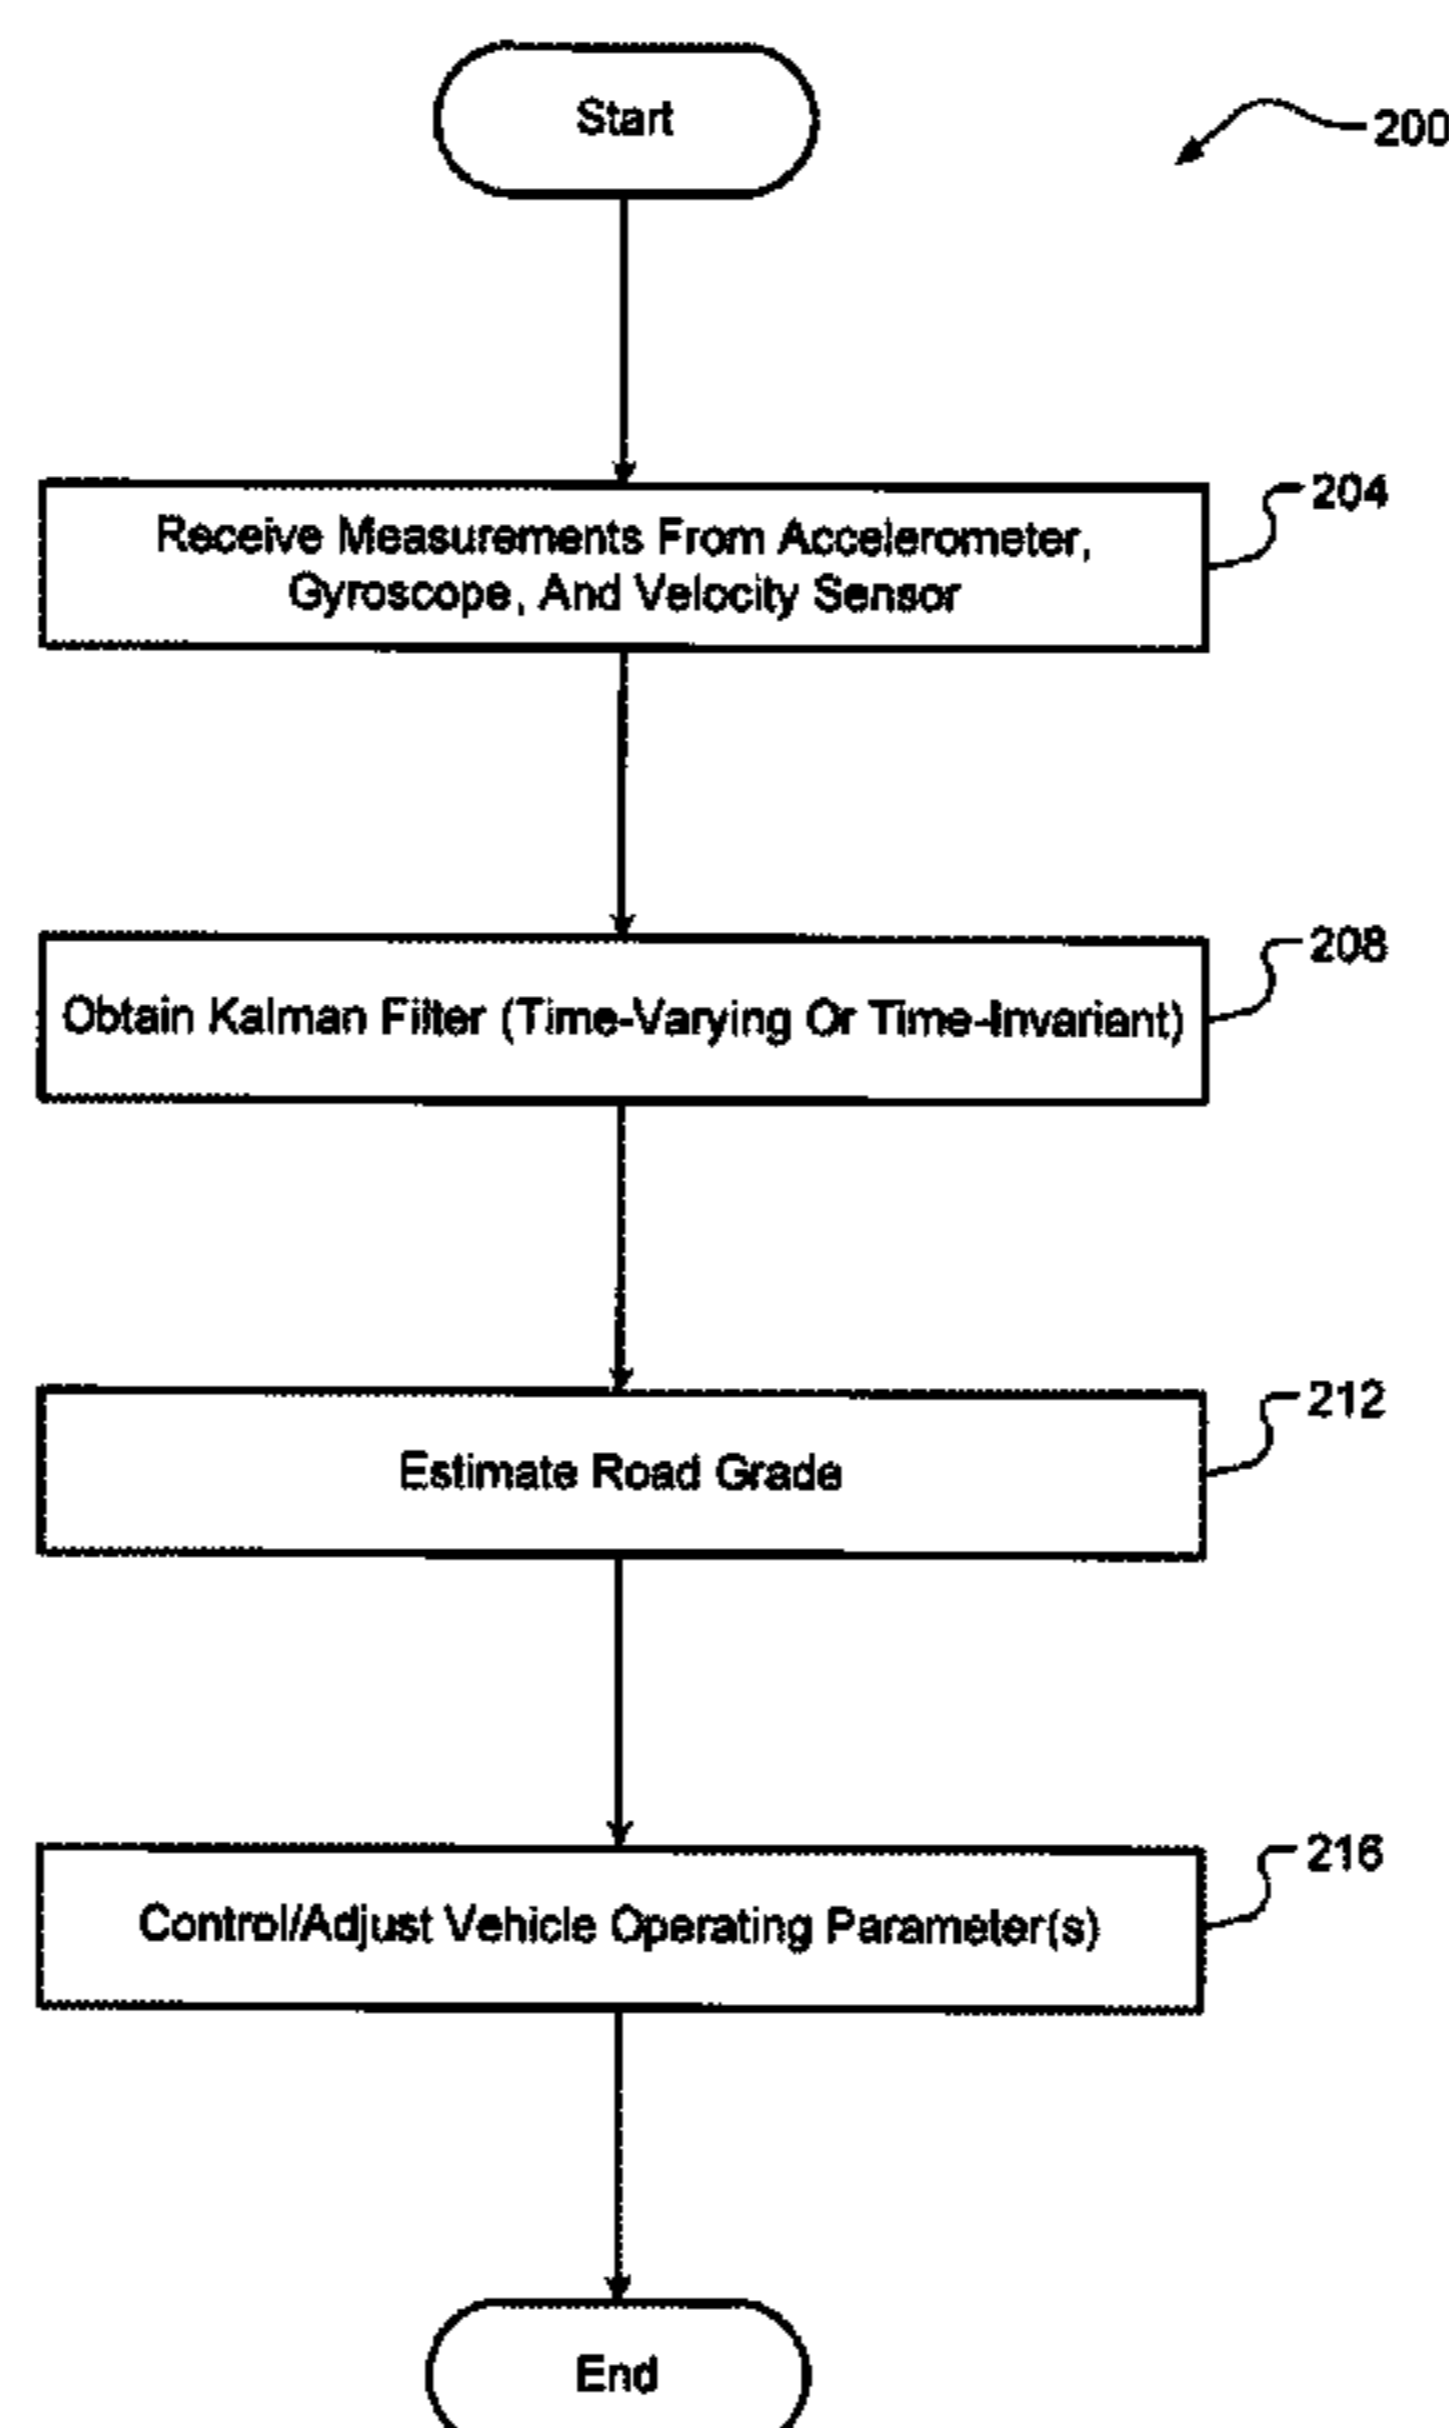 Start
200
Receive Measurements From Accelerometer,
Gyroscope, And Velocity Sensor
204
Obtain Kalman Filter (Time-Varying Or Time-Invariant)
208
Estimate Road Grade
212
Control/Adjust Vehicle Operating Parameter(s)
216
End